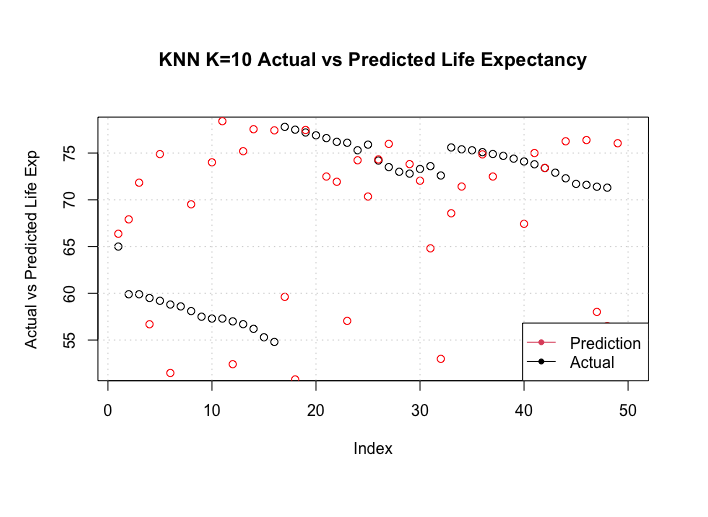 KNN K=10 Actual vs Predicted Life Expectancy
Actual vs Predicted Life Exp
75
70
65
60
55
Prediction
Actual
0 10 20 30 40 50
Index